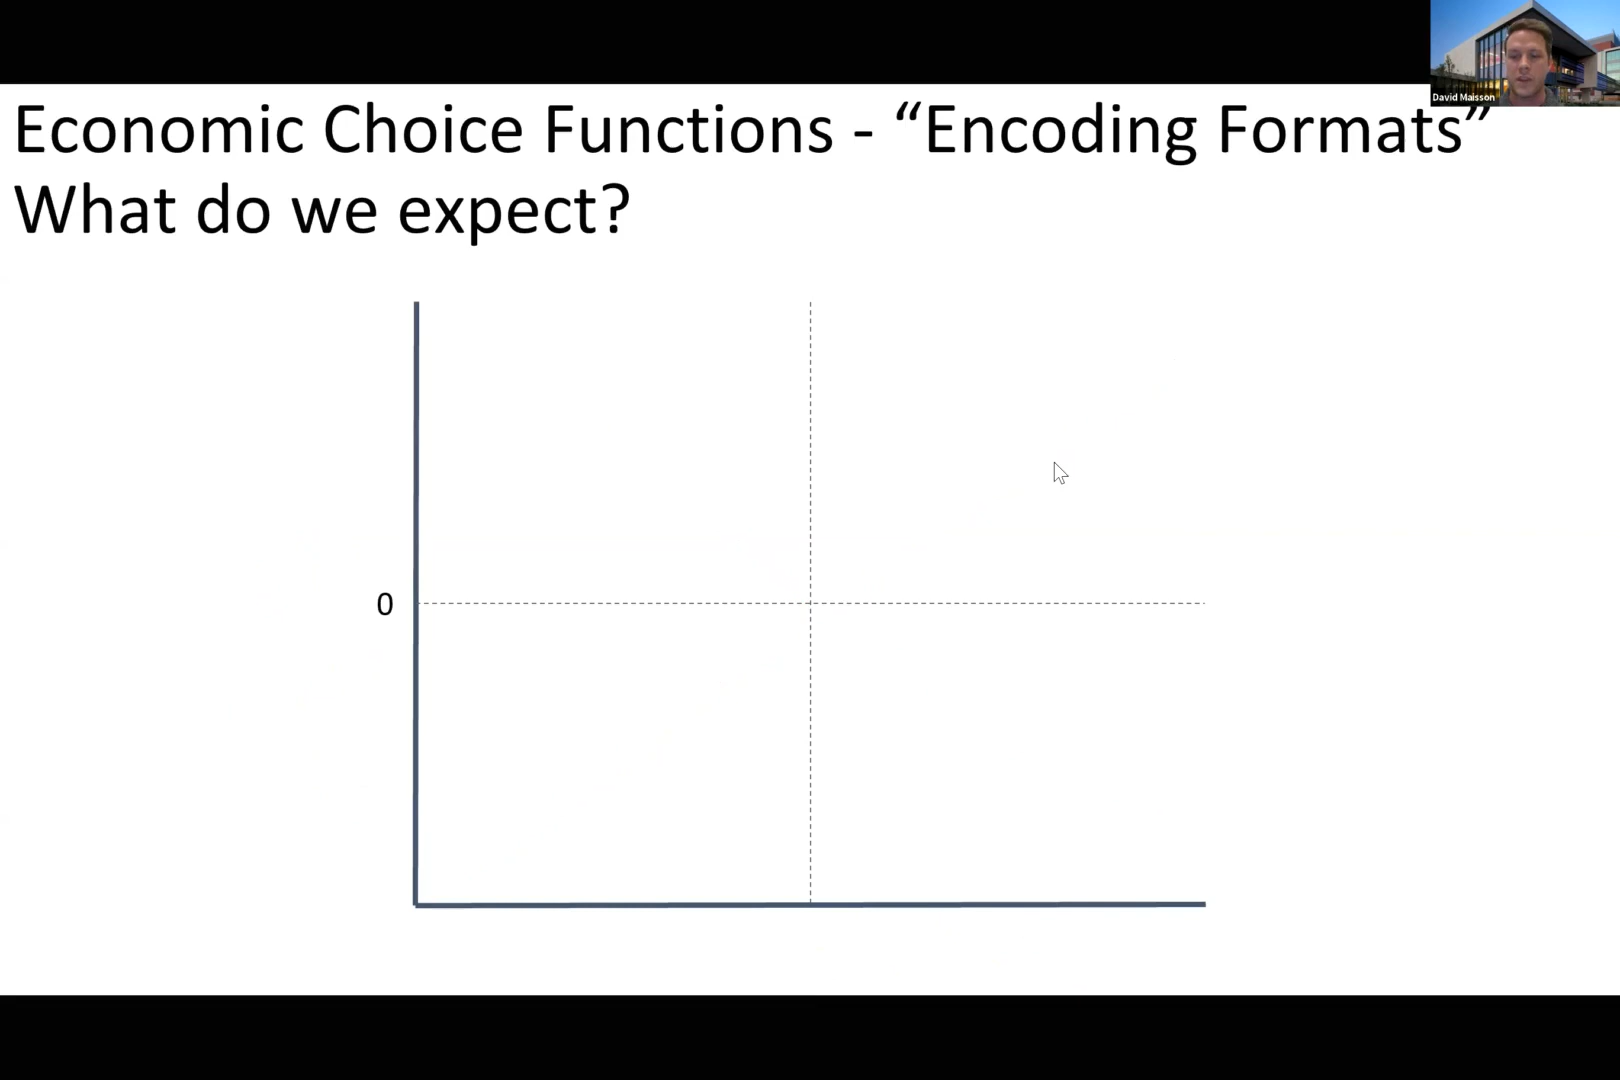 David Maisson
Economic Choice Functions - “Encoding Formats”
What do we expect?
0